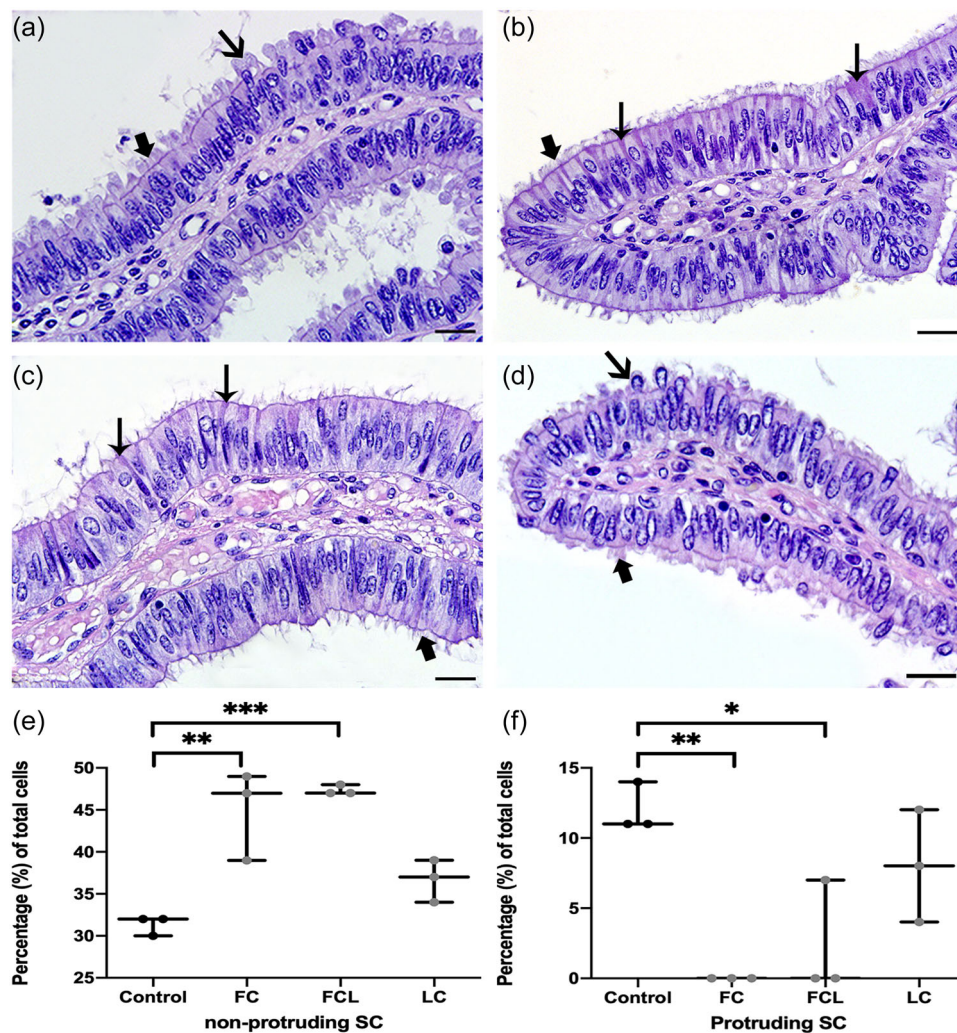 (a)
(b)
(c)
(d)
(e)
***
**
Percentage (%) of total cells
50
45
40
35
30
25
Control FC FCL LC
non-protruding SC
(f)
*
**
Percentage (%) of total cells
15
10
5
0
Control FC FCL LC
Protruding SC